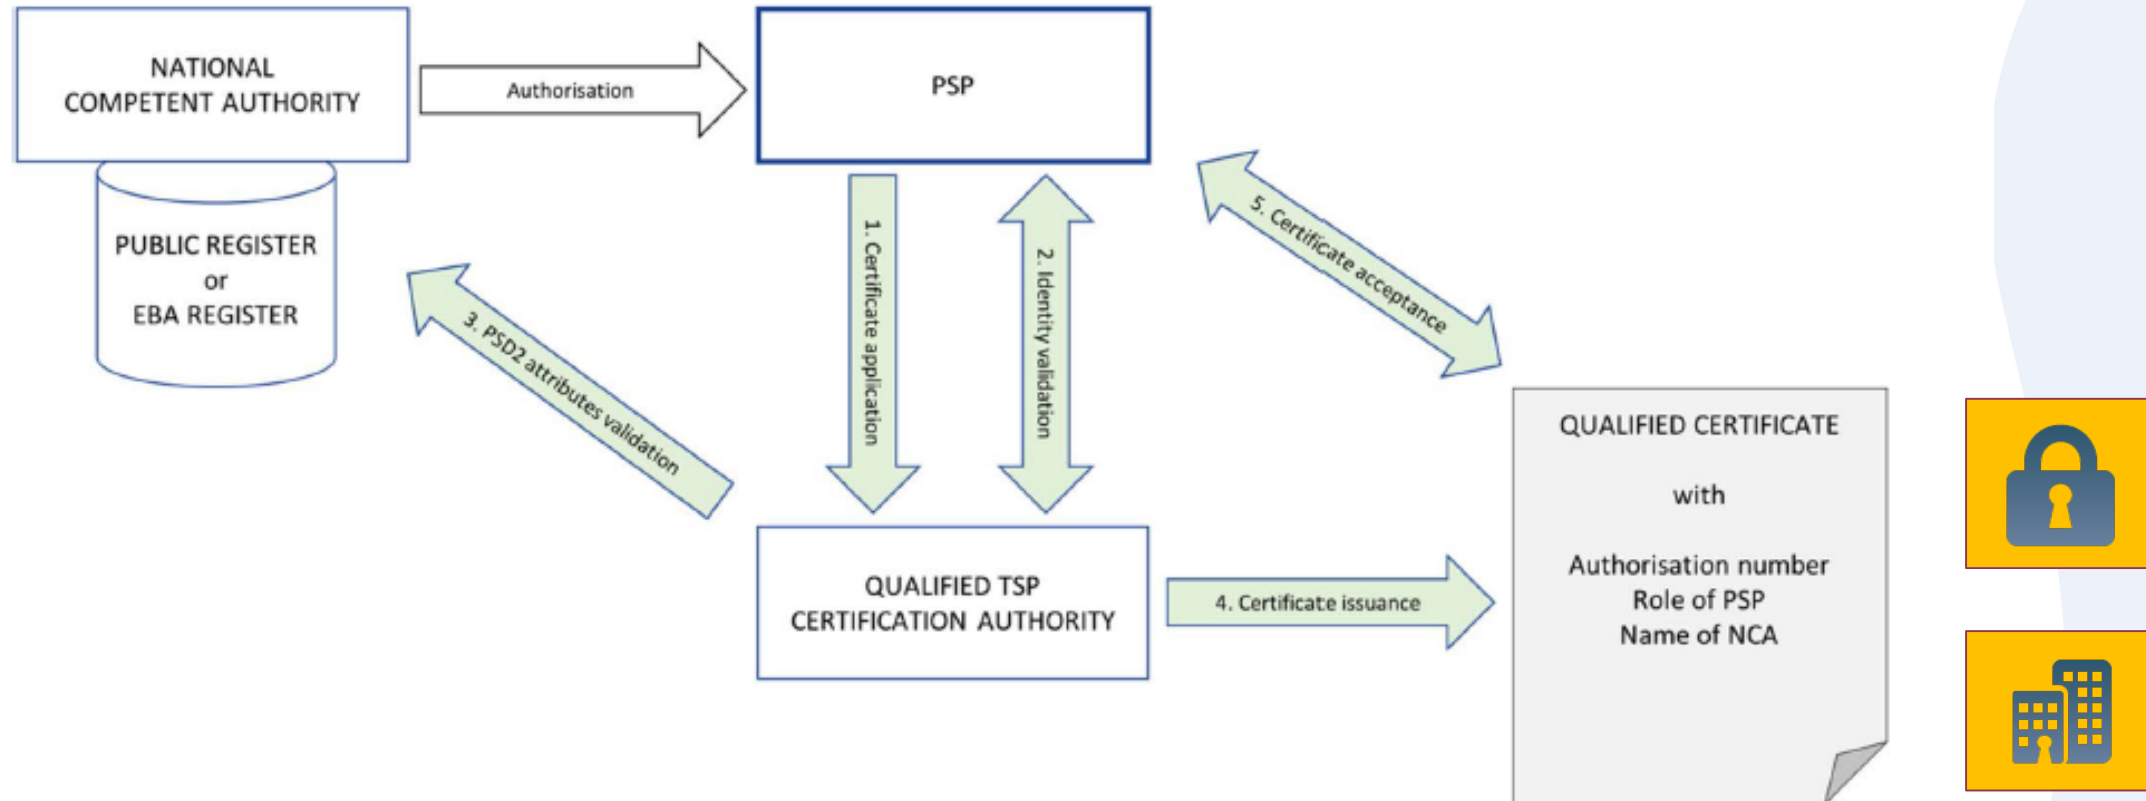 NATIONAL
COMPETENT AUTHORITY
Authorisation
PSP
PUBLIC REGISTER
or
EBA REGISTER
1. Certificate application
2. Identity validation
3. PSD2 attributes validation
5. Certificate acceptance
QUALIFIED TSP
CERTIFICATION AUTHORITY
4. Certificate issuance
QUALIFIED CERTIFICATE
with
Authorisation number
Role of PSP
Name of NCA